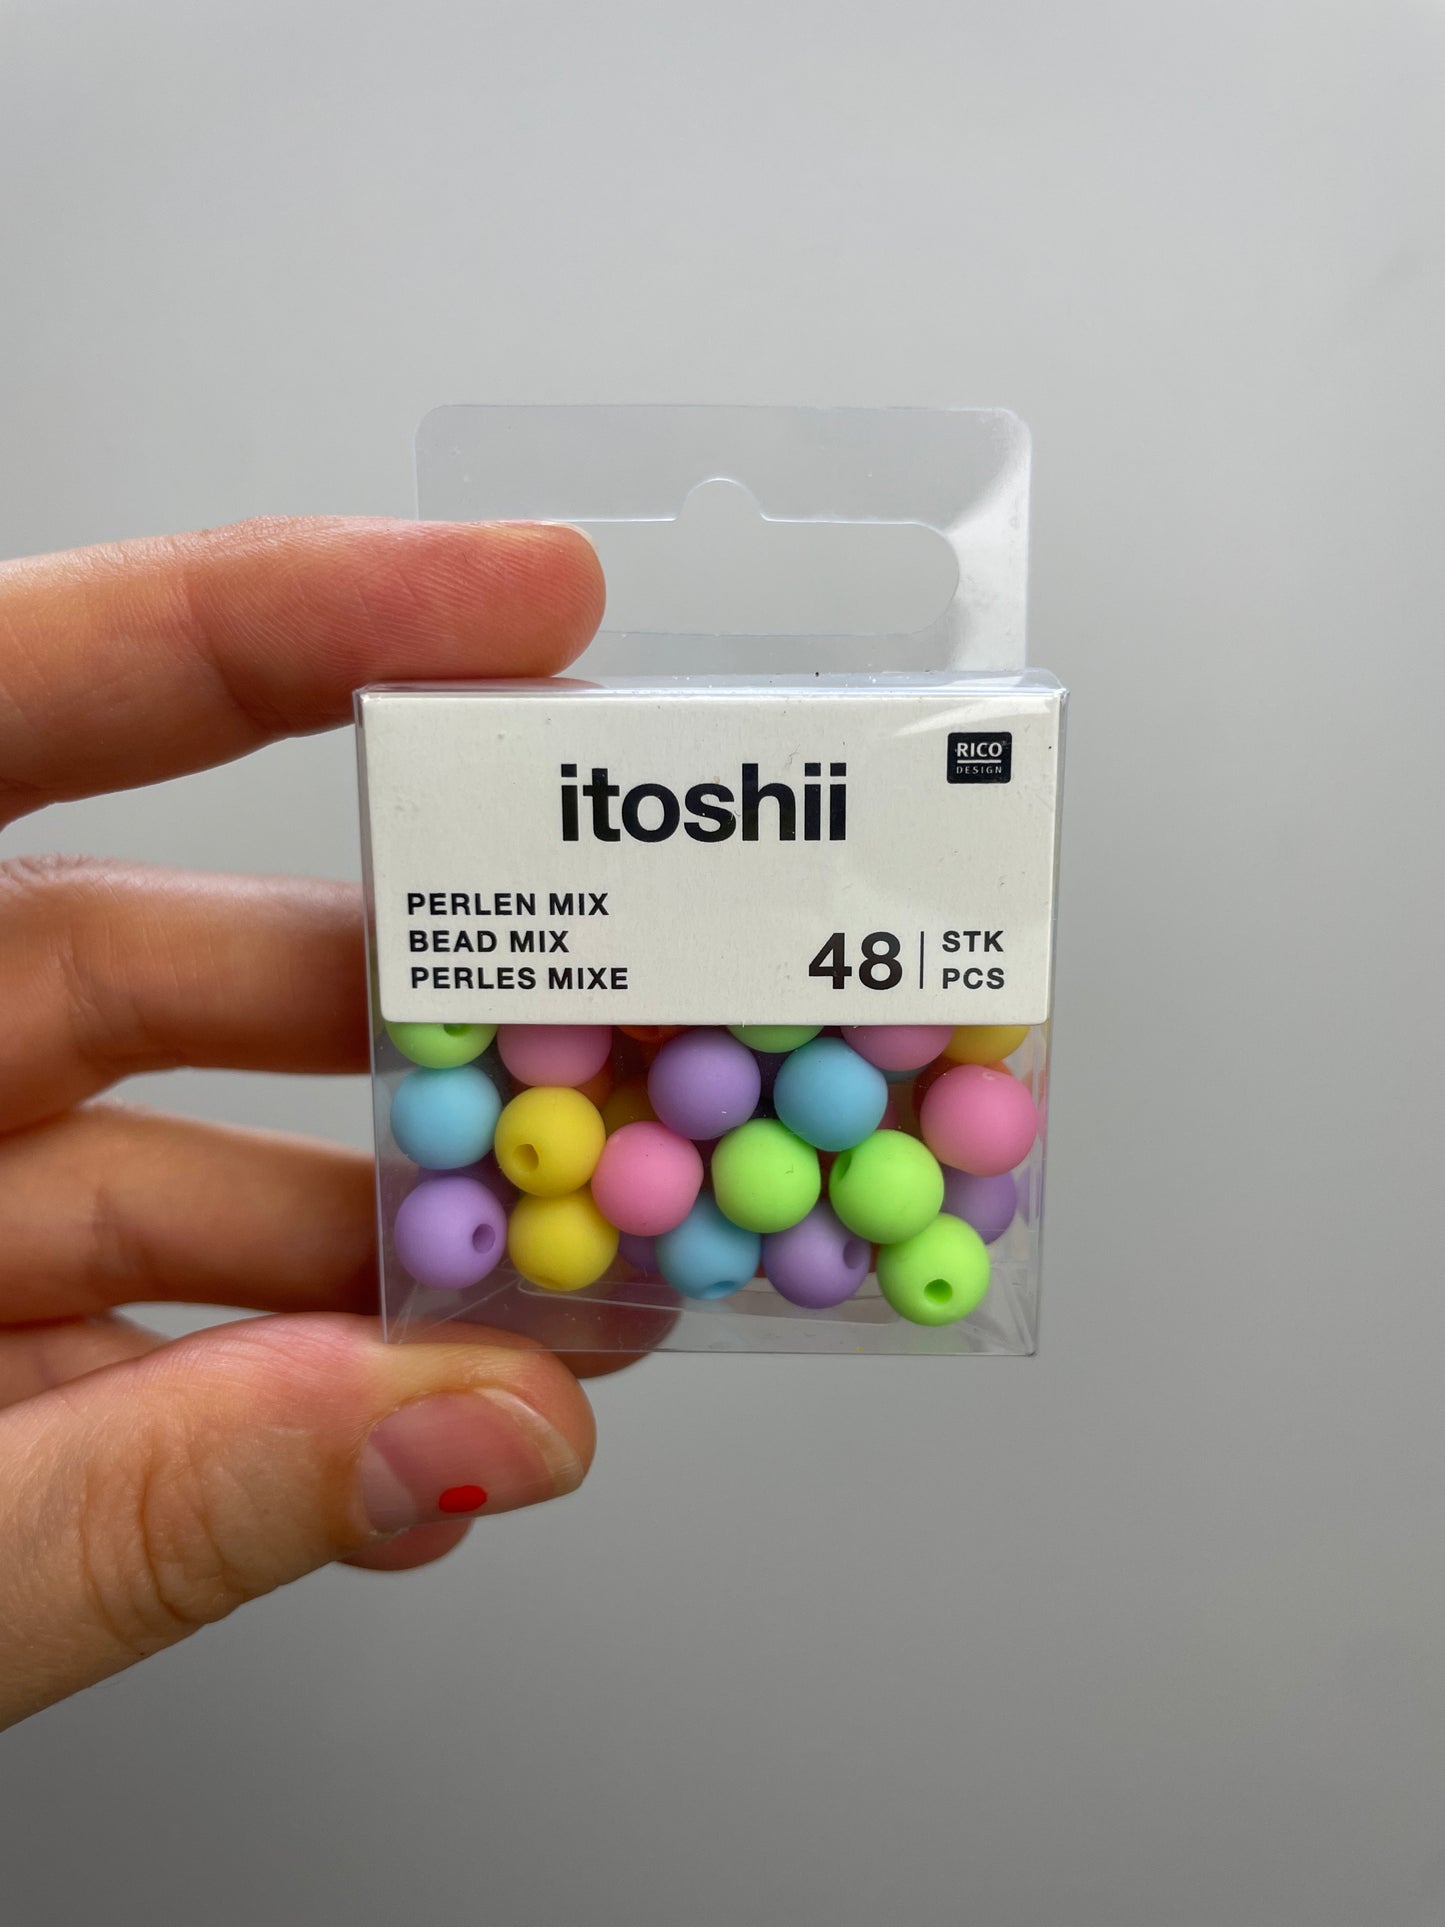 RICO
DESIGN
itoshii
PERLEN MIX
BEAD MIX
PERLES MIXE
48 | STK
PCS